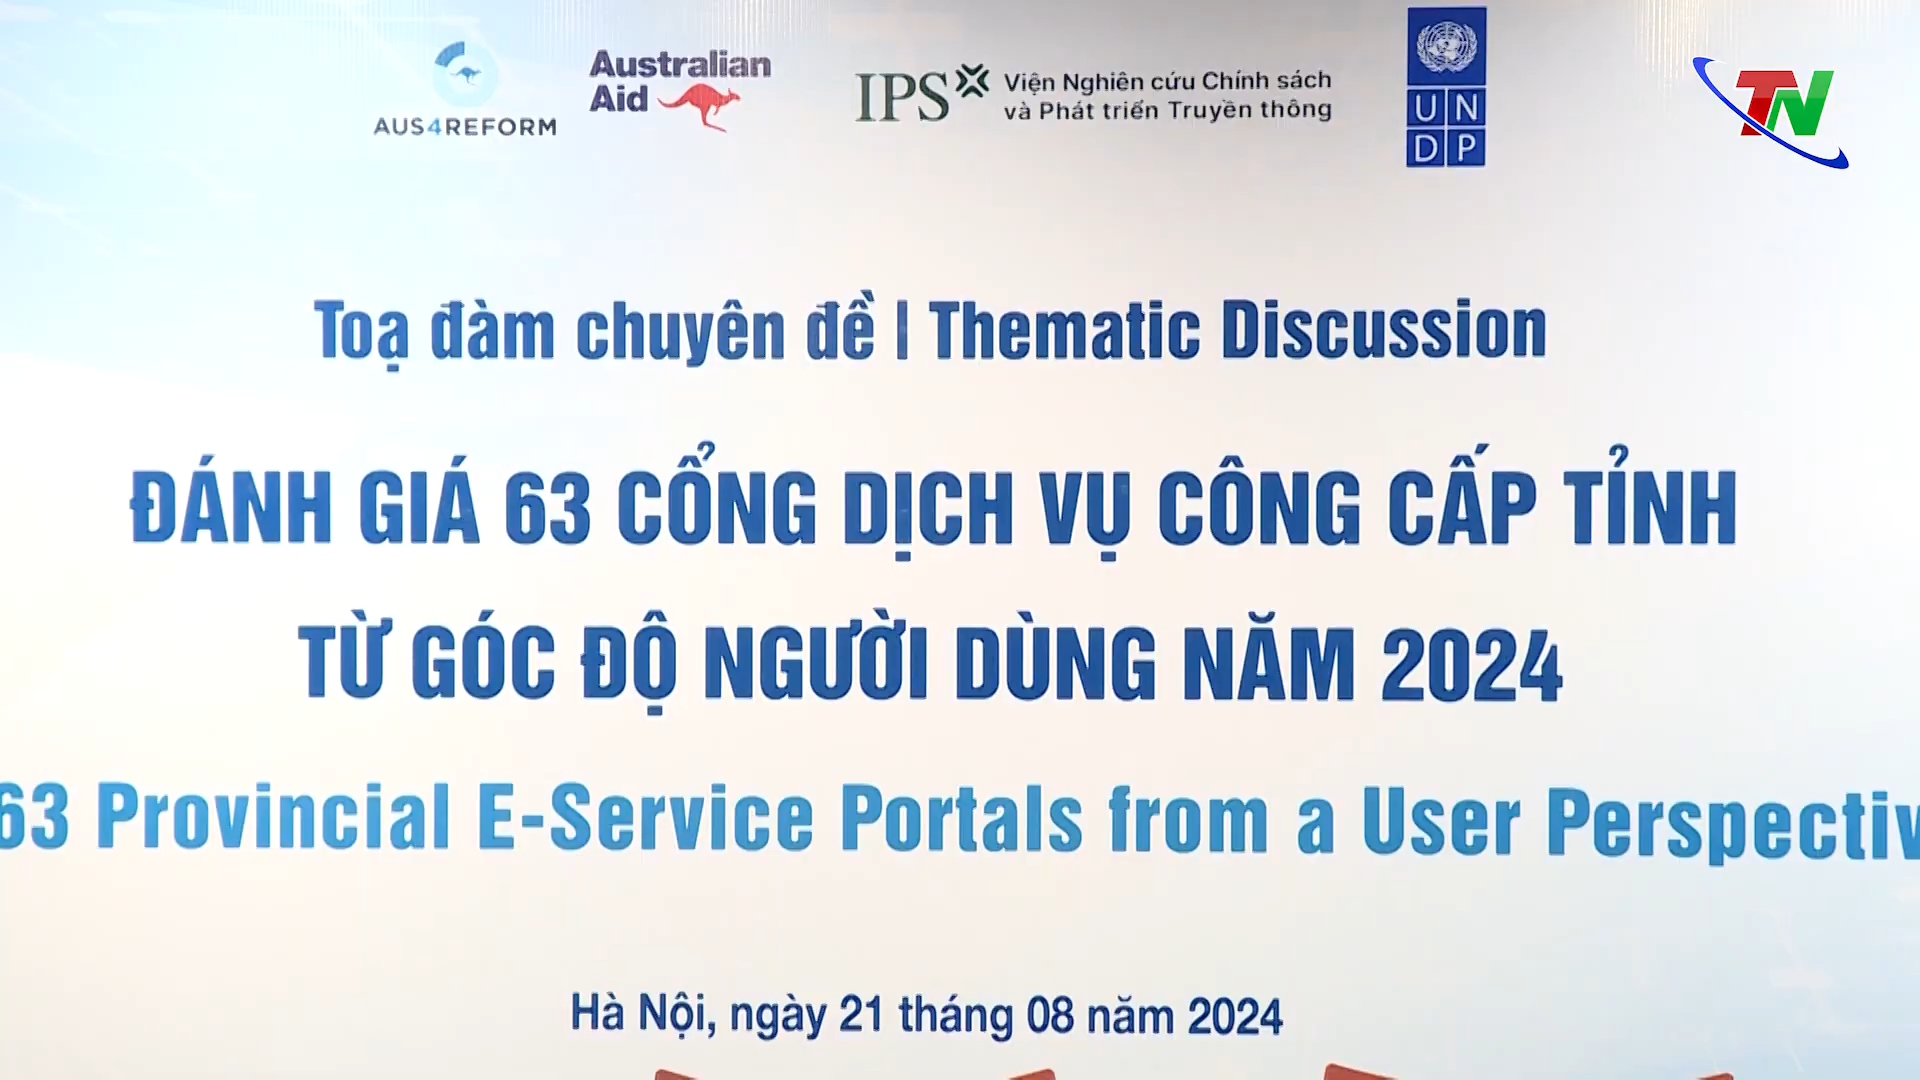 AUS4REFORM
Australian
Aid
IPS
Viện Nghiên cứu Chính sách
và Phát triển Truyền thông
UN
DP
TN
Toạ đàm chuyên đề | Thematic Discussion
ĐÁNH GIÁ 63 CỔNG DỊCH VỤ CÔNG CẤP TỈNH
TỪ GÓC ĐỘ NGƯỜI DÙNG NĂM 2024
63 Provincial E-Service Portals from a User Perspectiv
Hà Nội, ngày 21 tháng 08 năm 2024